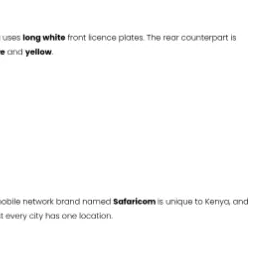 uses long white front licence plates. The rear counterpart is
and yellow.
mobile network brand named Safaricom is unique to Kenya, and
every city has one location.